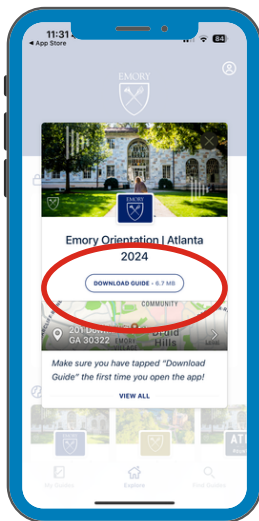 11:31
84
◀ App Store
EMORY
Emory Orientation | Atlanta
2024
DOWNLOAD GUIDE • 6.7 MB
COMMUNITY
201 Do
GA 30322
Hills
LANE
Make sure you have tapped "Download
Guide" the first time you open the app!
VIEW ALL
My Guides
Explore
Find Guides